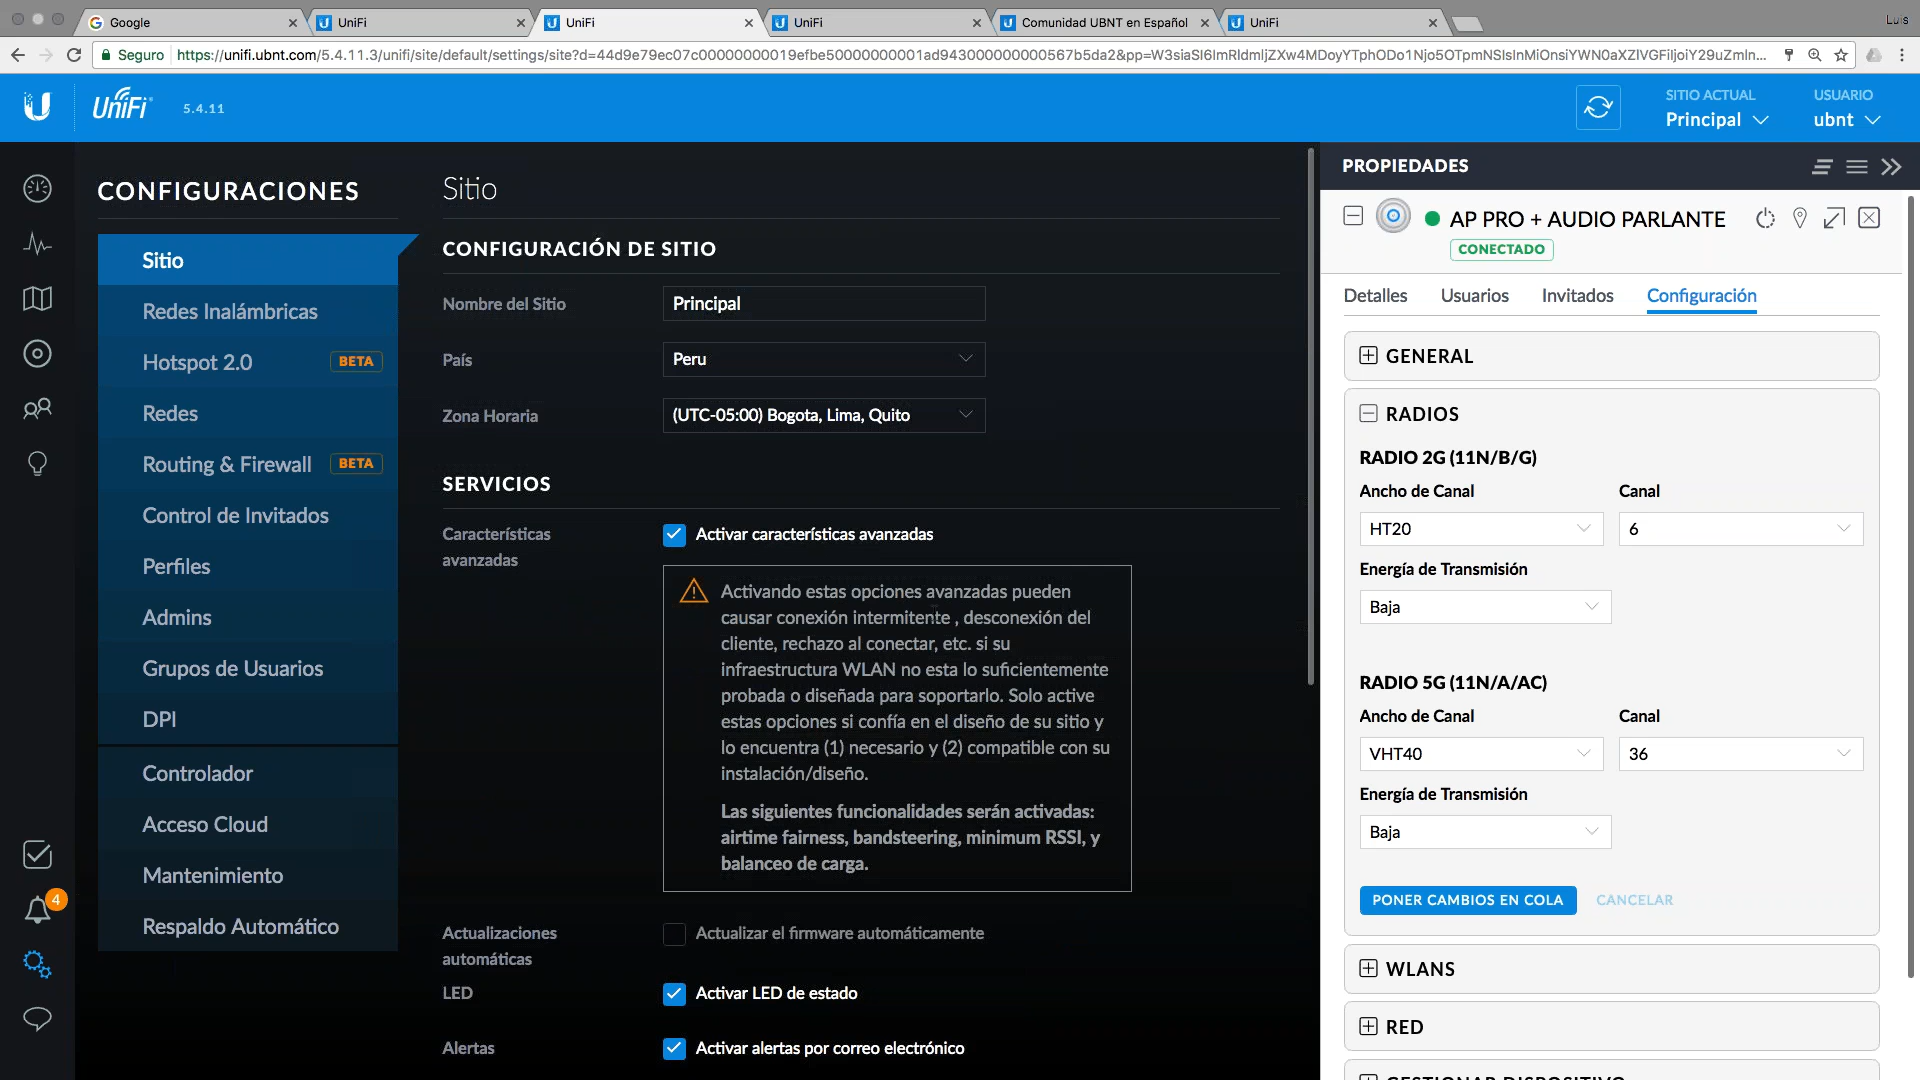 Google
UniFi
UniFi
UniFi
Comunidad UBNT en Español
UniFi
Luis
Seguro
https://unifi.ubnt.com/5.4.11.3/unifi/site/default/settings/site?d=44d9e79ec07c00000000019efbe50000000001ad943000000000567b5da2&pp=W3siaSI6ImRldmljZXw4MDoyYTphODo1Njo5OTpmNSIsInMiOnsiYWN0aXZlVGFiIjoiY29uZmln...
UniFi
5.4.11
SITIO ACTUAL
Principal
USUARIO
ubnt
CONFIGURACIONES
Sitio
Redes Inalámbricas
Hotspot 2.0 BETA
Redes
Routing & Firewall BETA
Control de Invitados
Perfiles
Admins
Grupos de Usuarios
DPI
Controlador
Acceso Cloud
Mantenimiento
Respaldo Automático
4
Sitio
CONFIGURACIÓN DE SITIO
Nombre del Sitio Principal
País Peru
Zona Horaria (UTC-05:00) Bogota, Lima, Quito
SERVICIOS
Características
avanzadas
Activar características avanzadas
Activando estas opciones avanzadas pueden
causar conexión intermitente , desconexión del
cliente, rechazo al conectar, etc. si su
infraestructura WLAN no esta lo suficientemente
probada o diseñada para soportarlo. Solo active
estas opciones si confía en el diseño de su sitio y
lo encuentra (1) necesario y (2) compatible con su
instalación/diseño.
Las siguientes funcionalidades serán activadas:
airtime fairness, bandsteering, minimum RSSI, y
balanceo de carga.
Actualizaciones
automáticas
Actualizar el firmware automáticamente
LED Activar LED de estado
Alertas Activar alertas por correo electrónico
PROPIEDADES
AP PRO + AUDIO PARLANTE
CONECTADO
Detalles Usuarios Invitados Configuración
GENERAL
RADIOS
RADIO 2G (11N/B/G)
Ancho de Canal Canal
HT20 6
Energía de Transmisión
Baja
RADIO 5G (11N/A/AC)
Ancho de Canal Canal
VHT40 36
Energía de Transmisión
Baja
PONER CAMBIOS EN COLA CANCELAR
WLANS
RED
GESTIONAR DISPOSITIVO